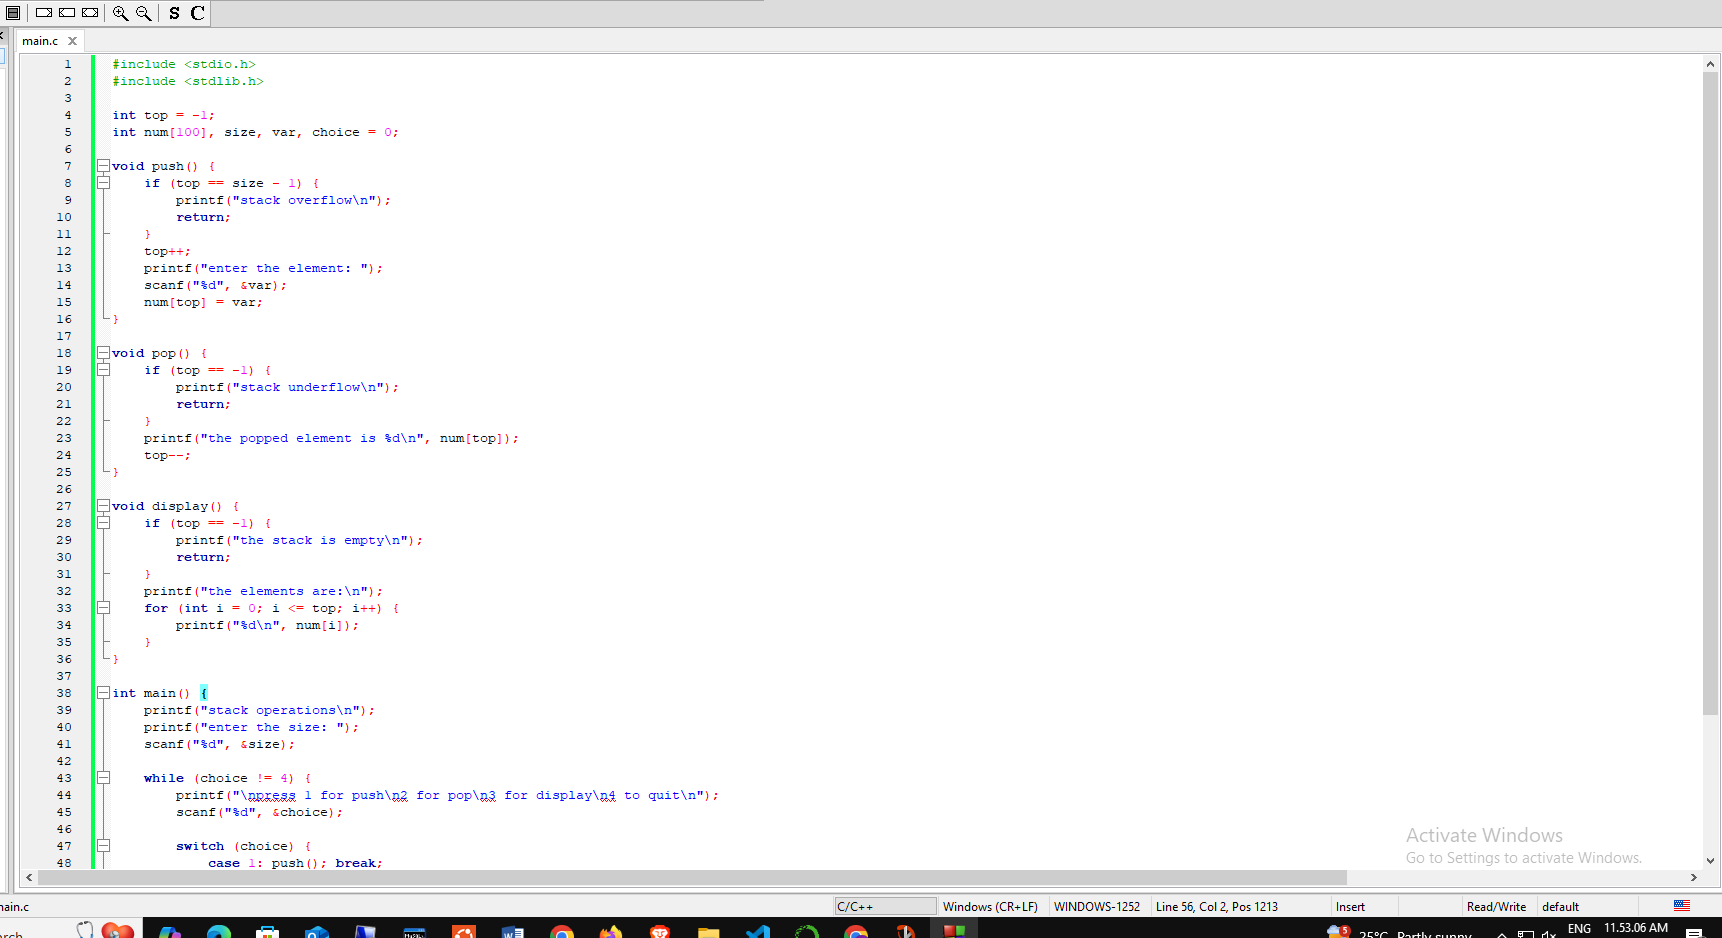 S C
main.c X
1 #include <stdio.h>
2 #include <stdlib.h>
3
4 int top = -1;
5 int num[100], size, var, choice = 0;
6
7 void push() {
8 if (top == size - 1) {
9 printf("stack overflow\n");
10 return;
11 }
12 top++;
13 printf("enter the element: ");
14 scanf("%d", &var);
15 num[top] = var;
16 }
17
18 void pop() {
19 if (top == -1) {
20 printf("stack underflow\n");
21 return;
22 }
23 printf("the popped element is %d\n", num[top]);
24 top--;
25 }
26
27 void display() {
28 if (top == -1) {
29 printf("the stack is empty\n");
30 return;
31 }
32 printf("the elements are:\n");
33 for (int i = 0; i <= top; i++) {
34 printf("%d\n", num[i]);
35 }
36 }
37
38 int main() {
39 printf("stack operations\n");
40 printf("enter the size: ");
41 scanf("%d", &size);
42
43 while (choice != 4) {
44 printf("\npress 1 for push\n2 for pop\n3 for display\n4 to quit\n");
45 scanf("%d", &choice);
46
47 switch (choice) {
48 case 1: push(); break;
Activate Windows
Go to Settings to activate Windows.
main.c C/C++ Windows (CR+LF) WINDOWS-1252 Line 56, Col 2, Pos 1213 Insert Read/Write default
5 25°C Partly sunny ENG 11.53.06 AM